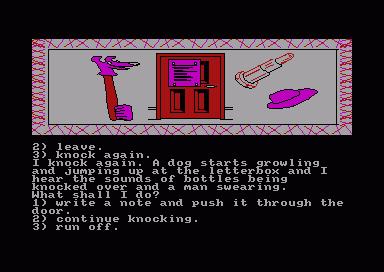 2) leave.
3) knock again.
I knock again. A dog starts growling
and jumping up at the letterbox and I
hear the sounds of bottles being
knocked over and a man swearing.
What shall I do?
1) write a note and push it through the
door.
2) continue knocking.
3) run off.